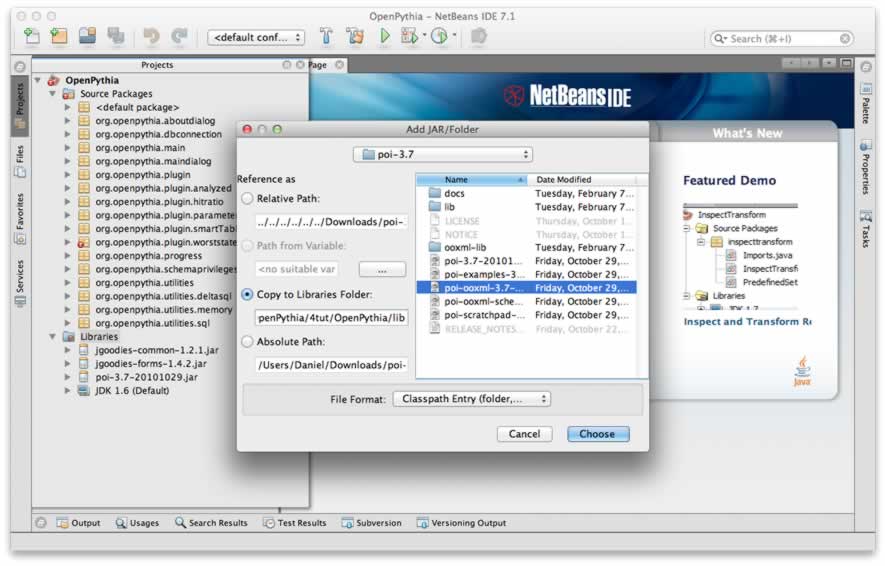 OpenPythia – NetBeans IDE 7.1
<default conf...
Search (⌘+I)
Projects
Page
Projects
Files
Favorites
Services
OpenPythia
Source Packages
<default package>
org.openpythia.aboutdialog
org.openpythia.dbconnection
org.openpythia.main
org.openpythia.maindialog
org.openpythia.plugin
org.openpythia.plugin.analyzed
org.openpythia.plugin.hitratio
org.openpythia.plugin.paramete
org.openpythia.plugin.smartTabl
org.openpythia.plugin.worststate
org.openpythia.progress
org.openpythia.schemaprivileges
org.openpythia.utilities
org.openpythia.utilities.deltasql
org.openpythia.utilities.memory
org.openpythia.utilities.sql
Libraries
jgoodies-common-1.2.1.jar
jgoodies-forms-1.4.2.jar
poi-3.7-20101029.jar
JDK 1.6 (Default)
NetBeans IDE
Add JAR/Folder
poi-3.7
Reference as
Relative Path:
../../../../../../Downloads/poi-
Path from Variable:
<no suitable var
...
Copy to Libraries Folder:
penPythia/4tut/OpenPythia/lib
Absolute Path:
/Users/Daniel/Downloads/poi-
Name Date Modified
docs Tuesday, February 7...
lib Tuesday, February 7...
LICENSE Thursday, October 1...
NOTICE Thursday, October 1...
ooxml-lib Tuesday, February 7...
poi-3.7-20101... Friday, October 29,...
poi-examples-3... Friday, October 29,...
poi-ooxml-3.7-... Friday, October 29,...
poi-ooxml-sche... Friday, October 29,...
poi-scratchpad-... Friday, October 29,...
RELEASE_NOTES... Friday, October 22,...
File Format: Classpath Entry (folder,...
Cancel
Choose
What's New
Featured Demo
InspectTransform
Source Packages
inspecttransform
Imports.java
InspectTransf
PredefinedSet
Libraries
JDK 1.7
Inspect and Transform Re
Java
Palette
Properties
Tasks
Output
Usages
Search Results
Test Results
Subversion
Versioning Output